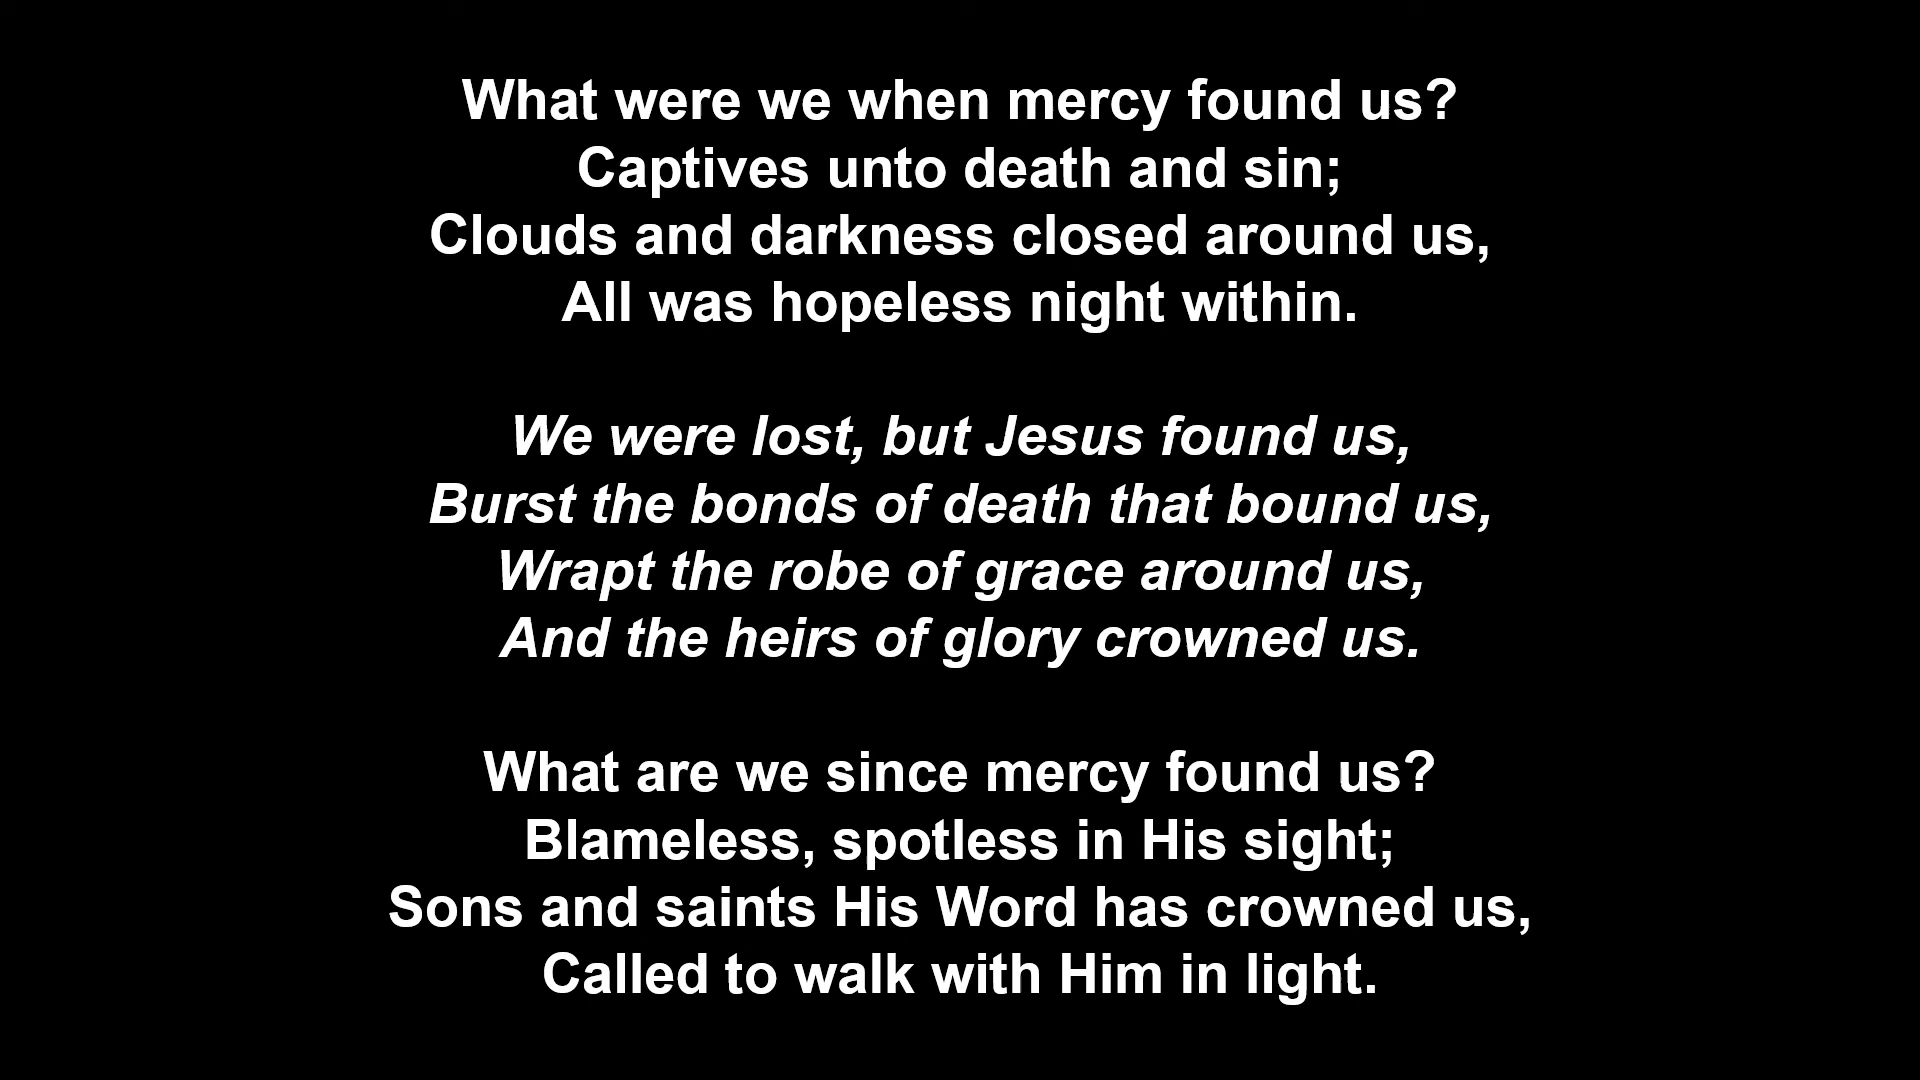 What were we when mercy found us?
Captives unto death and sin;
Clouds and darkness closed around us,
All was hopeless night within.
We were lost, but Jesus found us,
Burst the bonds of death that bound us,
Wrapt the robe of grace around us,
And the heirs of glory crowned us.
What are we since mercy found us?
Blameless, spotless in His sight;
Sons and saints His Word has crowned us,
Called to walk with Him in light.